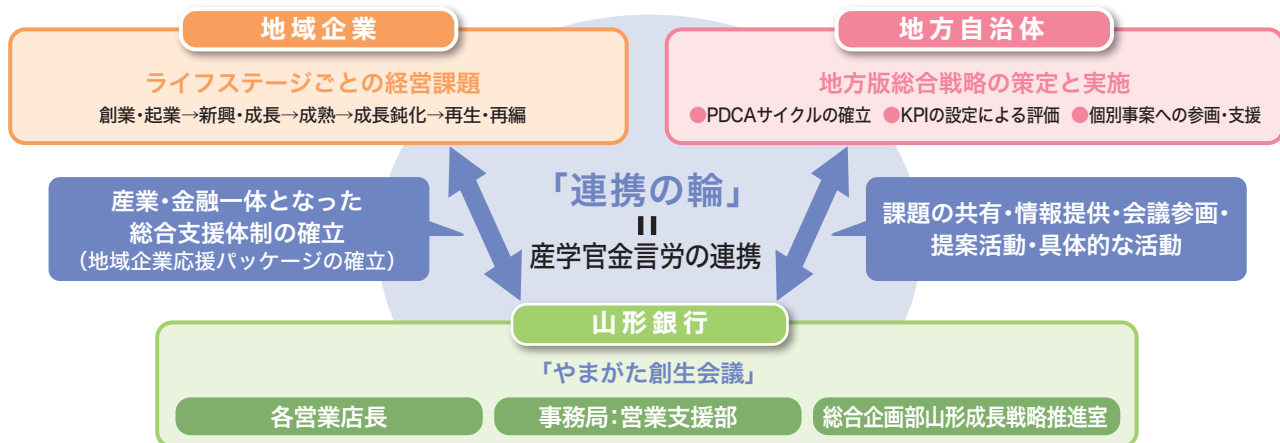 地域企業
ライフステージごとの経営課題
創業・起業→新興・成長→成熟→成長鈍化→再生・再編
地方自治体
地方版総合戦略の策定と実施
●PDCAサイクルの確立 ●KPIの設定による評価 ●個別事案への参画・支援
産業・金融一体となった
総合支援体制の確立
（地域企業応援パッケージの確立）
「連携の輪」
＝
産学官金言労の連携
課題の共有・情報提供・会議参画・
提案活動・具体的な活動
山形銀行
「やまがた創生会議」
各営業店長
事務局：営業支援部
総合企画部山形成長戦略推進室